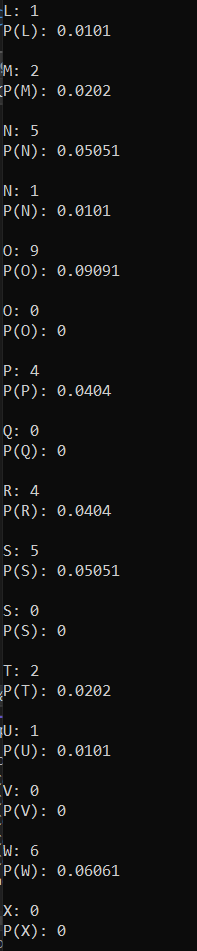 L: 1
P(L): 0.0101
M: 2
P(M): 0.0202
N: 5
P(N): 0.05051
N: 1
P(N): 0.0101
O: 9
P(O): 0.09091
O: 0
P(O): 0
P: 4
P(P): 0.0404
Q: 0
P(Q): 0
R: 4
P(R): 0.0404
S: 5
P(S): 0.05051
S: 0
P(S): 0
T: 2
P(T): 0.0202
U: 1
P(U): 0.0101
V: 0
P(V): 0
W: 6
P(W): 0.06061
X: 0
P(X): 0